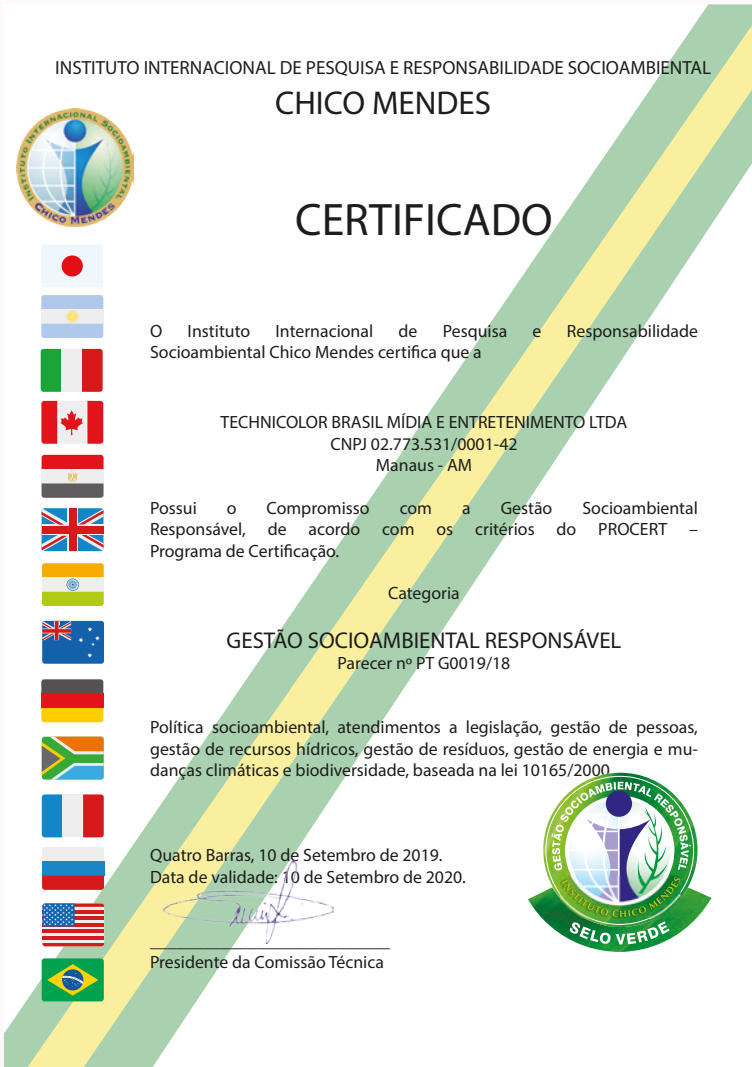 INSTITUTO INTERNACIONAL DE PESQUISA E RESPONSABILIDADE SOCIOAMBIENTAL
CHICO MENDES
INSTITUTO INTERNACIONAL SOCIOAMBIENTAL
CHICO MENDES
CERTIFICADO
O Instituto Internacional de Pesquisa e Responsabilidade
Socioambiental Chico Mendes certifica que a
TECHNICOLOR BRASIL MÍDIA E ENTRETENIMENTO LTDA
CNPJ 02.773.531/0001-42
Manaus - AM
Possui o Compromisso com a Gestão Socioambiental
Responsável, de acordo com os critérios do PROCERT –
Programa de Certificação.
Categoria
GESTÃO SOCIOAMBIENTAL RESPONSÁVEL
Parecer nº PT G0019/18
Política socioambiental, atendimentos a legislação, gestão de pessoas,
gestão de recursos hídricos, gestão de resíduos, gestão de energia e mu-
danças climáticas e biodiversidade, baseada na lei 10165/2000
GESTÃO SOCIOAMBIENTAL RESPONSÁVEL
INSTITUTO CHICO MENDES
SELO VERDE
Quatro Barras, 10 de Setembro de 2019.
Data de validade: 10 de Setembro de 2020.
Presidente da Comissão Técnica